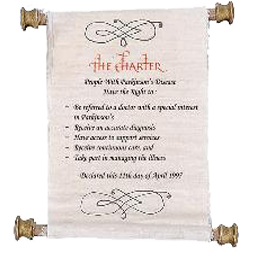 The Charter
People With Parkinson's Disease
Have the Right to:
- Be referred to a doctor with a special interest
in Parkinson's
- Receive an accurate diagnosis
- Have access to support services
- Receive continuous care, and
- Take part in managing the illness
Declared this 11th day of April 1997